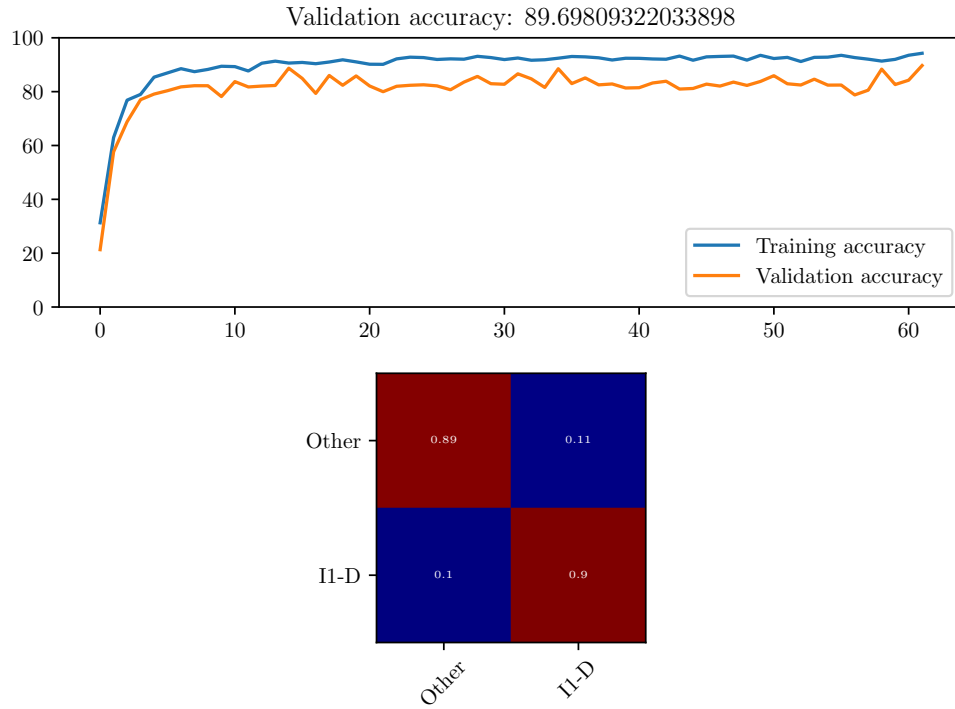 Validation accuracy: 89.69809322033898
100
80
60
40
20
0
Training accuracy
Validation accuracy
0 10 20 30 40 50 60
Other 0.89 0.11
I1-D 0.1 0.9
Other I1-D